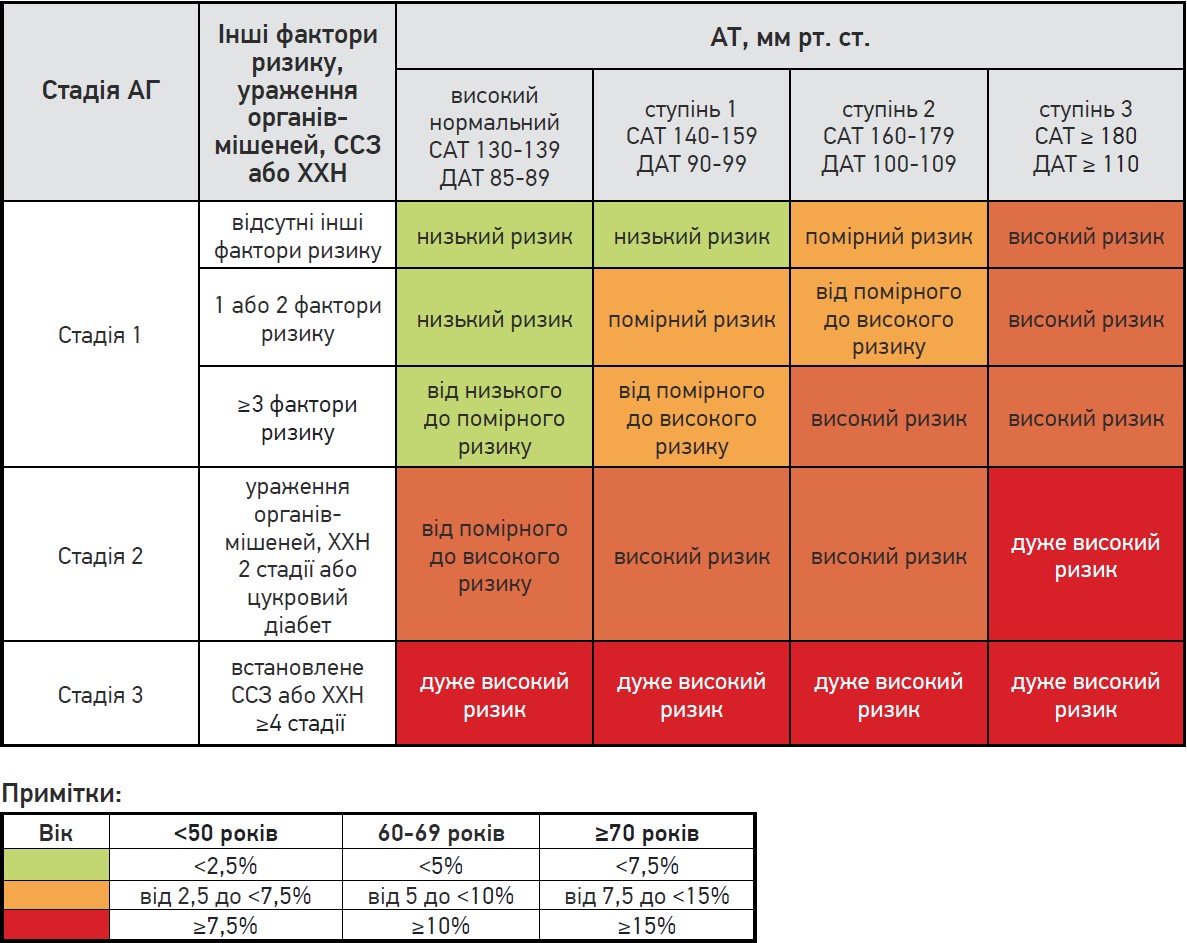 Стадія АГ
Інші фактори
ризику,
ураження
органів-
мішеней, ССЗ
або ХХН
АТ, мм рт. ст.
високий
нормальний
САТ 130-139
ДАТ 85-89
ступінь 1
САТ 140-159
ДАТ 90-99
ступінь 2
САТ 160-179
ДАТ 100-109
ступінь 3
САТ ≥ 180
ДАТ ≥ 110
Стадія 1
відсутні інші
фактори ризику
низький ризик
низький ризик
помірний ризик
високий ризик
1 або 2 фактори
ризику
низький ризик
помірний ризик
від помірного
до високого
ризику
високий ризик
≥3 фактори
ризику
від низького
до помірного
ризику
від помірного
до високого
ризику
високий ризик
високий ризик
Стадія 2
ураження
органів-
мішеней, ХХН
2 стадії або
цукровий
діабет
від помірного
до високого
ризику
високий ризик
високий ризик
дуже високий
ризик
Стадія 3
встановлене
ССЗ або ХХН
≥4 стадії
дуже високий
ризик
дуже високий
ризик
дуже високий
ризик
дуже високий
ризик
Примітки:
Вік
<50 років
60-69 років
≥70 років
<2,5%
<5%
<7,5%
від 2,5 до <7,5%
від 5 до <10%
від 7,5 до <15%
≥7,5%
≥10%
≥15%